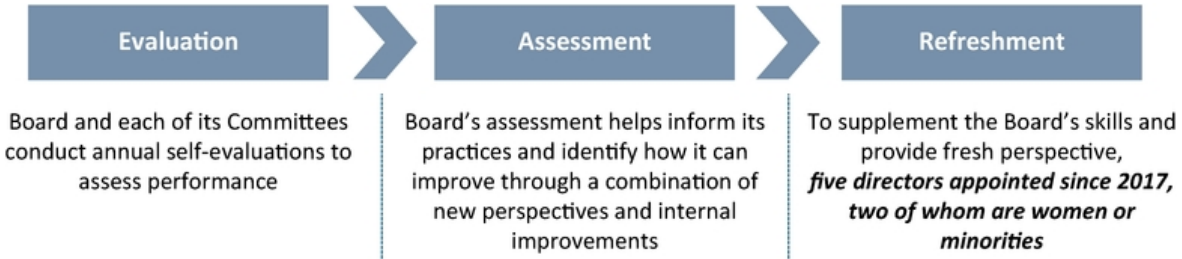 Evaluation
Board and each of its Committees
conduct annual self-evaluations to
assess performance
Assessment
Board's assessment helps inform its
practices and identify how it can
improve through a combination of
new perspectives and internal
improvements
Refreshment
To supplement the Board's skills and
provide fresh perspective,
five directors appointed since 2017,
two of whom are women or
minorities